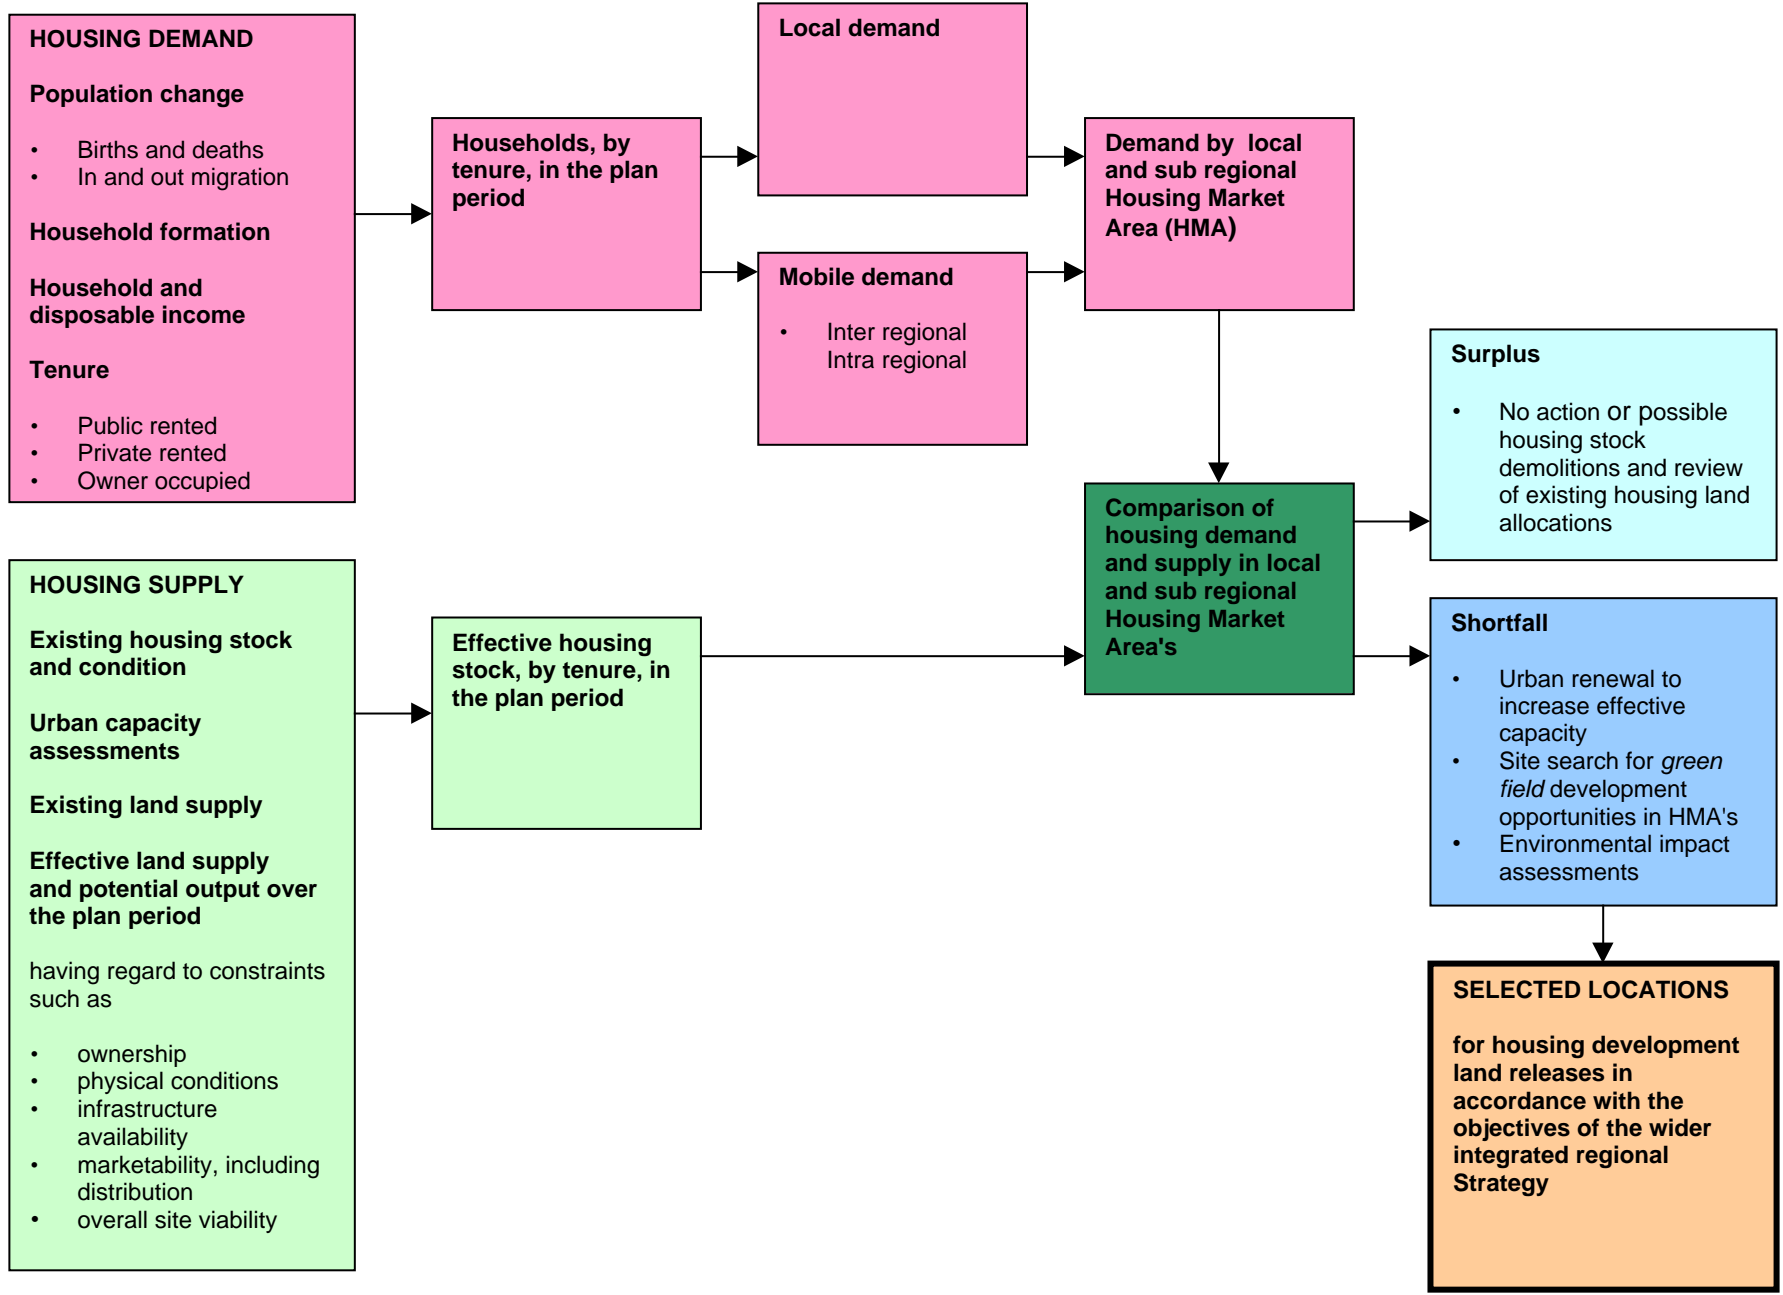 HOUSING DEMAND
Population change
• Births and deaths
• In and out migration
Household formation
Household and
disposable income
Tenure
• Public rented
• Private rented
• Owner occupied
Households, by
tenure, in the plan
period
Local demand
Mobile demand
• Inter regional
Intra regional
Demand by local
and sub regional
Housing Market
Area (HMA)
HOUSING SUPPLY
Existing housing stock
and condition
Urban capacity
assessments
Existing land supply
Effective land supply
and potential output over
the plan period
having regard to constraints
such as
• ownership
• physical conditions
• infrastructure
availability
• marketability, including
distribution
• overall site viability
Effective housing
stock, by tenure, in
the plan period
Comparison of
housing demand
and supply in local
and sub regional
Housing Market
Area's
Surplus
• No action or possible
housing stock
demolitions and review
of existing housing land
allocations
Shortfall
• Urban renewal to
increase effective
capacity
• Site search for green
field development
opportunities in HMA's
• Environmental impact
assessments
SELECTED LOCATIONS
for housing development
land releases in
accordance with the
objectives of the wider
integrated regional
Strategy